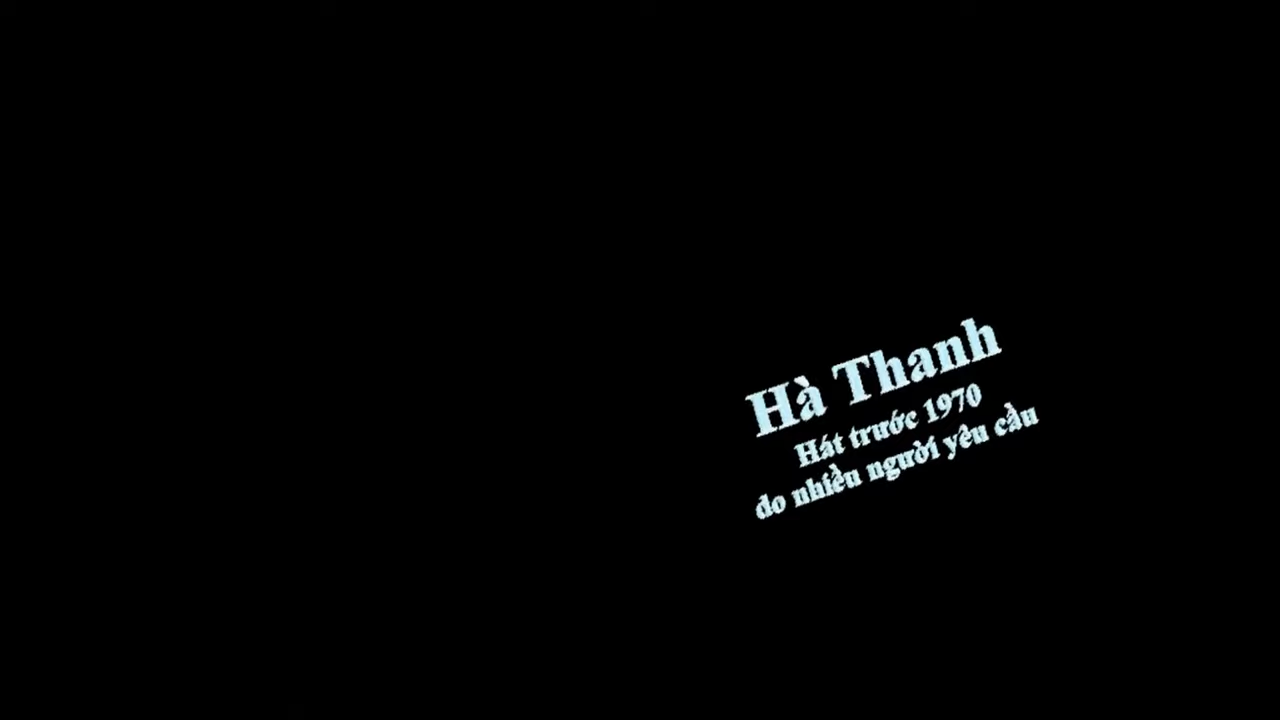 Hà Thanh
Hát trước 1970
do nhiều người yêu cầu